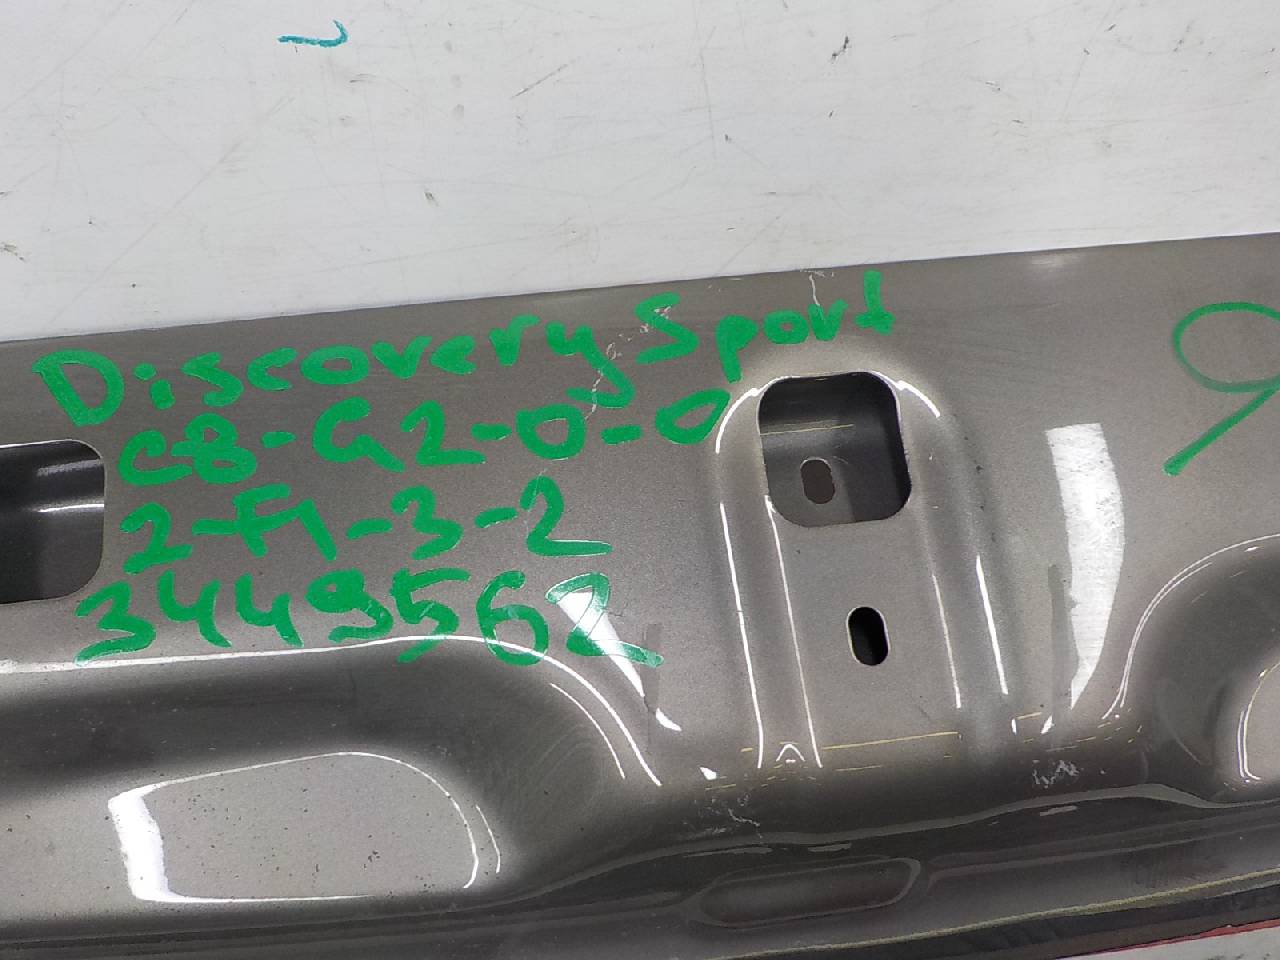 Discovery Sport
C8-G2-0-0
2-F1-3-2
3449562
9